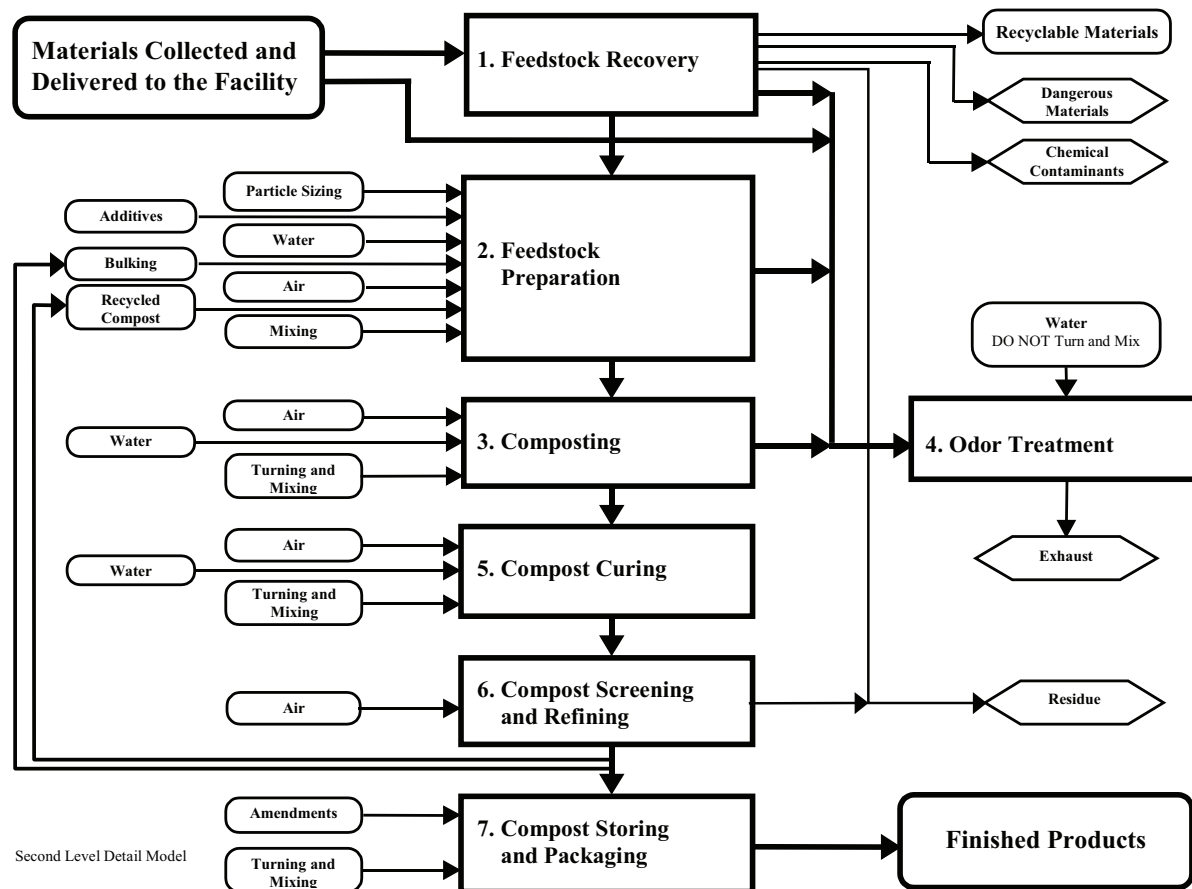 Materials Collected and
Delivered to the Facility
1. Feedstock Recovery
Recyclable Materials
Dangerous
Materials
Chemical
Contaminants
Particle Sizing
Additives
Water
Bulking
Air
Recycled
Compost
Mixing
2. Feedstock
Preparation
Water
DO NOT Turn and Mix
Air
Water
Turning and
Mixing
3. Composting
4. Odor Treatment
Exhaust
Air
Water
Turning and
Mixing
5. Compost Curing
Air
6. Compost Screening
and Refining
Residue
Amendments
Turning and
Mixing
7. Compost Storing
and Packaging
Finished Products
Second Level Detail Model